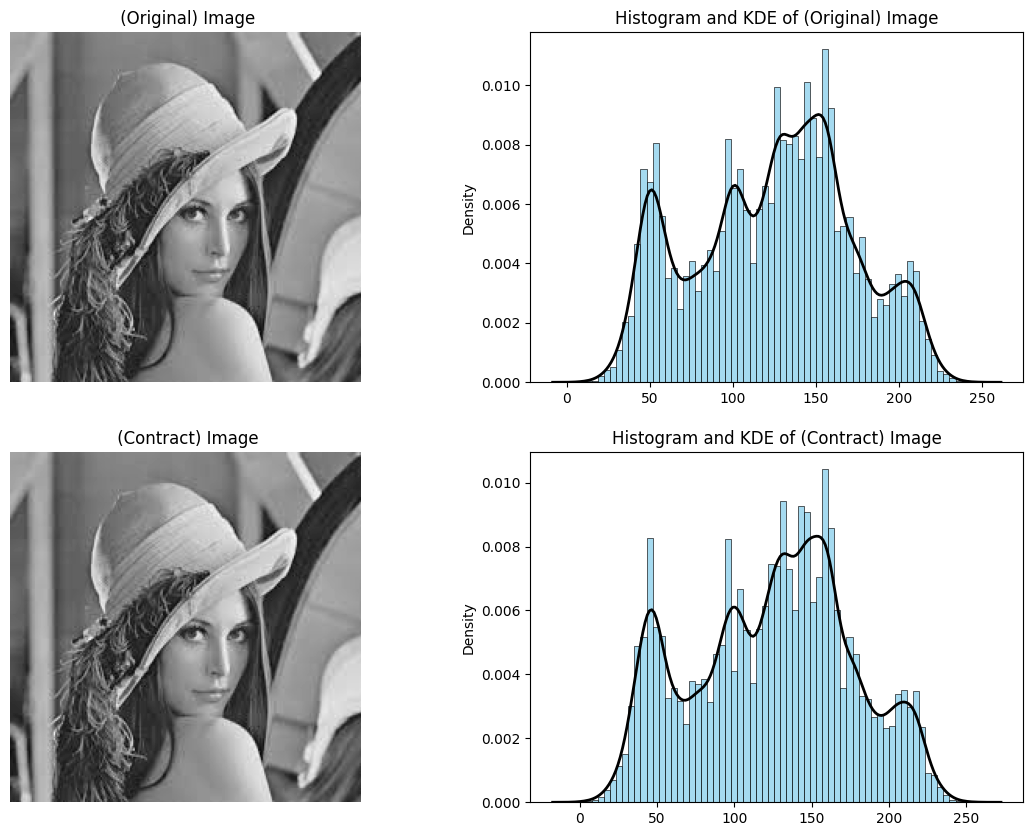 (Original) Image
Histogram and KDE of (Original) Image
0.010
0.008
0.006
0.004
0.002
0.000
Density
0 50 100 150 200 250
(Contract) Image
Histogram and KDE of (Contract) Image
0.010
0.008
0.006
0.004
0.002
0.000
Density
0 50 100 150 200 250